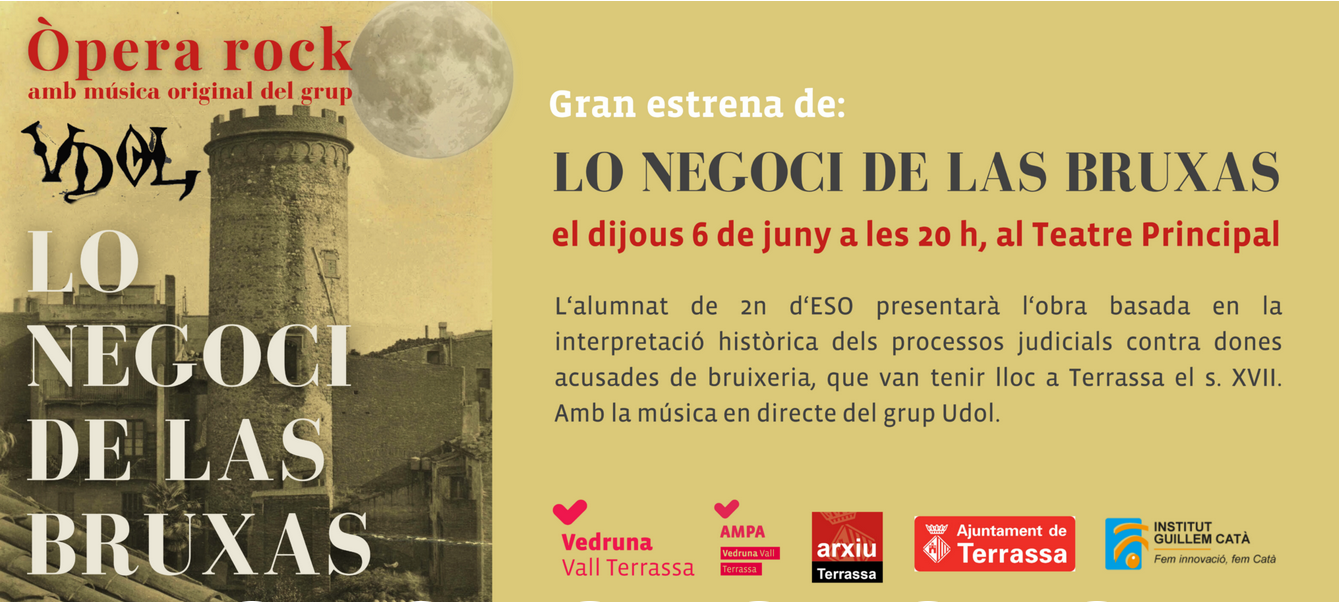 Òpera rock
amb música original del grup
UDOL
LO
NEGOCI
DE LAS
BRUXAS
Gran estrena de:
LO NEGOCI DE LAS BRUXAS
el dijous 6 de juny a les 20 h, al Teatre Principal
L‘alumnat de 2n d‘ESO presentarà l‘obra basada en la
interpretació històrica dels processos judicials contra dones
acusades de bruixeria, que van tenir lloc a Terrassa el s. XVII.
Amb la música en directe del grup Udol.
Vedruna
Vall Terrassa
AMPA
Vedruna Vall
Terrassa
arxiu
Terrassa
Ajuntament de
Terrassa
INSTITUT
GUILLEM CATÀ
Fem innovació, fem Catà